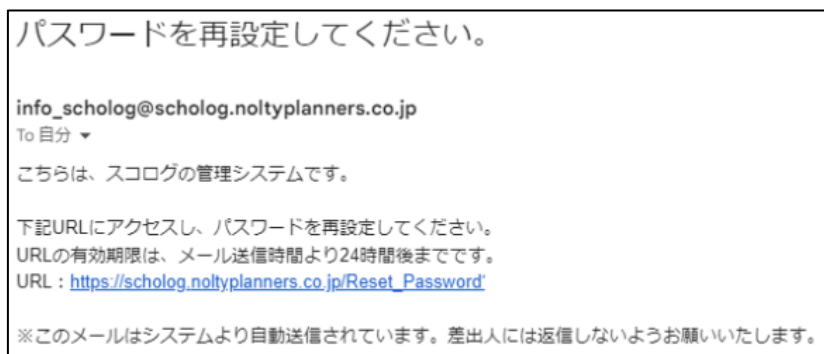 パスワードを再設定してください。
info_scholog@scholog.noltyplanners.co.jp
To 自分
こちらは、スコログの管理システムです。
下記URLにアクセスし、パスワードを再設定してください。
URLの有効期限は、メール送信時間より24時間後までです。
URL：https://scholog.noltyplanners.co.jp/Reset_Password'
※このメールはシステムより自動送信されています。差出人には返信しないようお願いいたします。